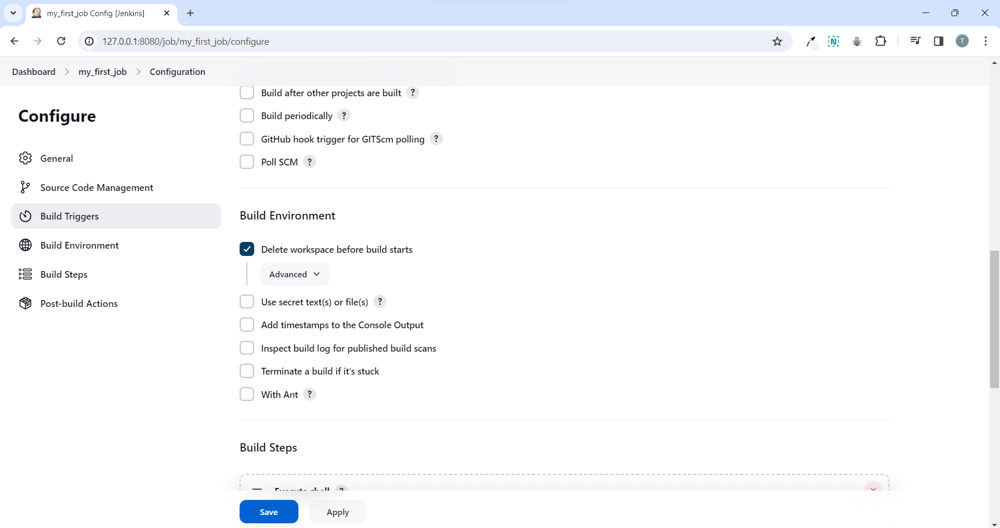 my_first_job Config [Jenkins]
127.0.0.1:8080/job/my_first_job/configure
T
Dashboard
my_first_job
Configuration
Configure
General
Source Code Management
Build Triggers
Build Environment
Build Steps
Post-build Actions
Build after other projects are built ?
Build periodically ?
GitHub hook trigger for GITScm polling ?
Poll SCM ?
Build Environment
Delete workspace before build starts
Advanced
Use secret text(s) or file(s) ?
Add timestamps to the Console Output
Inspect build log for published build scans
Terminate a build if it's stuck
With Ant ?
Build Steps
Execute shell ?
Save
Apply